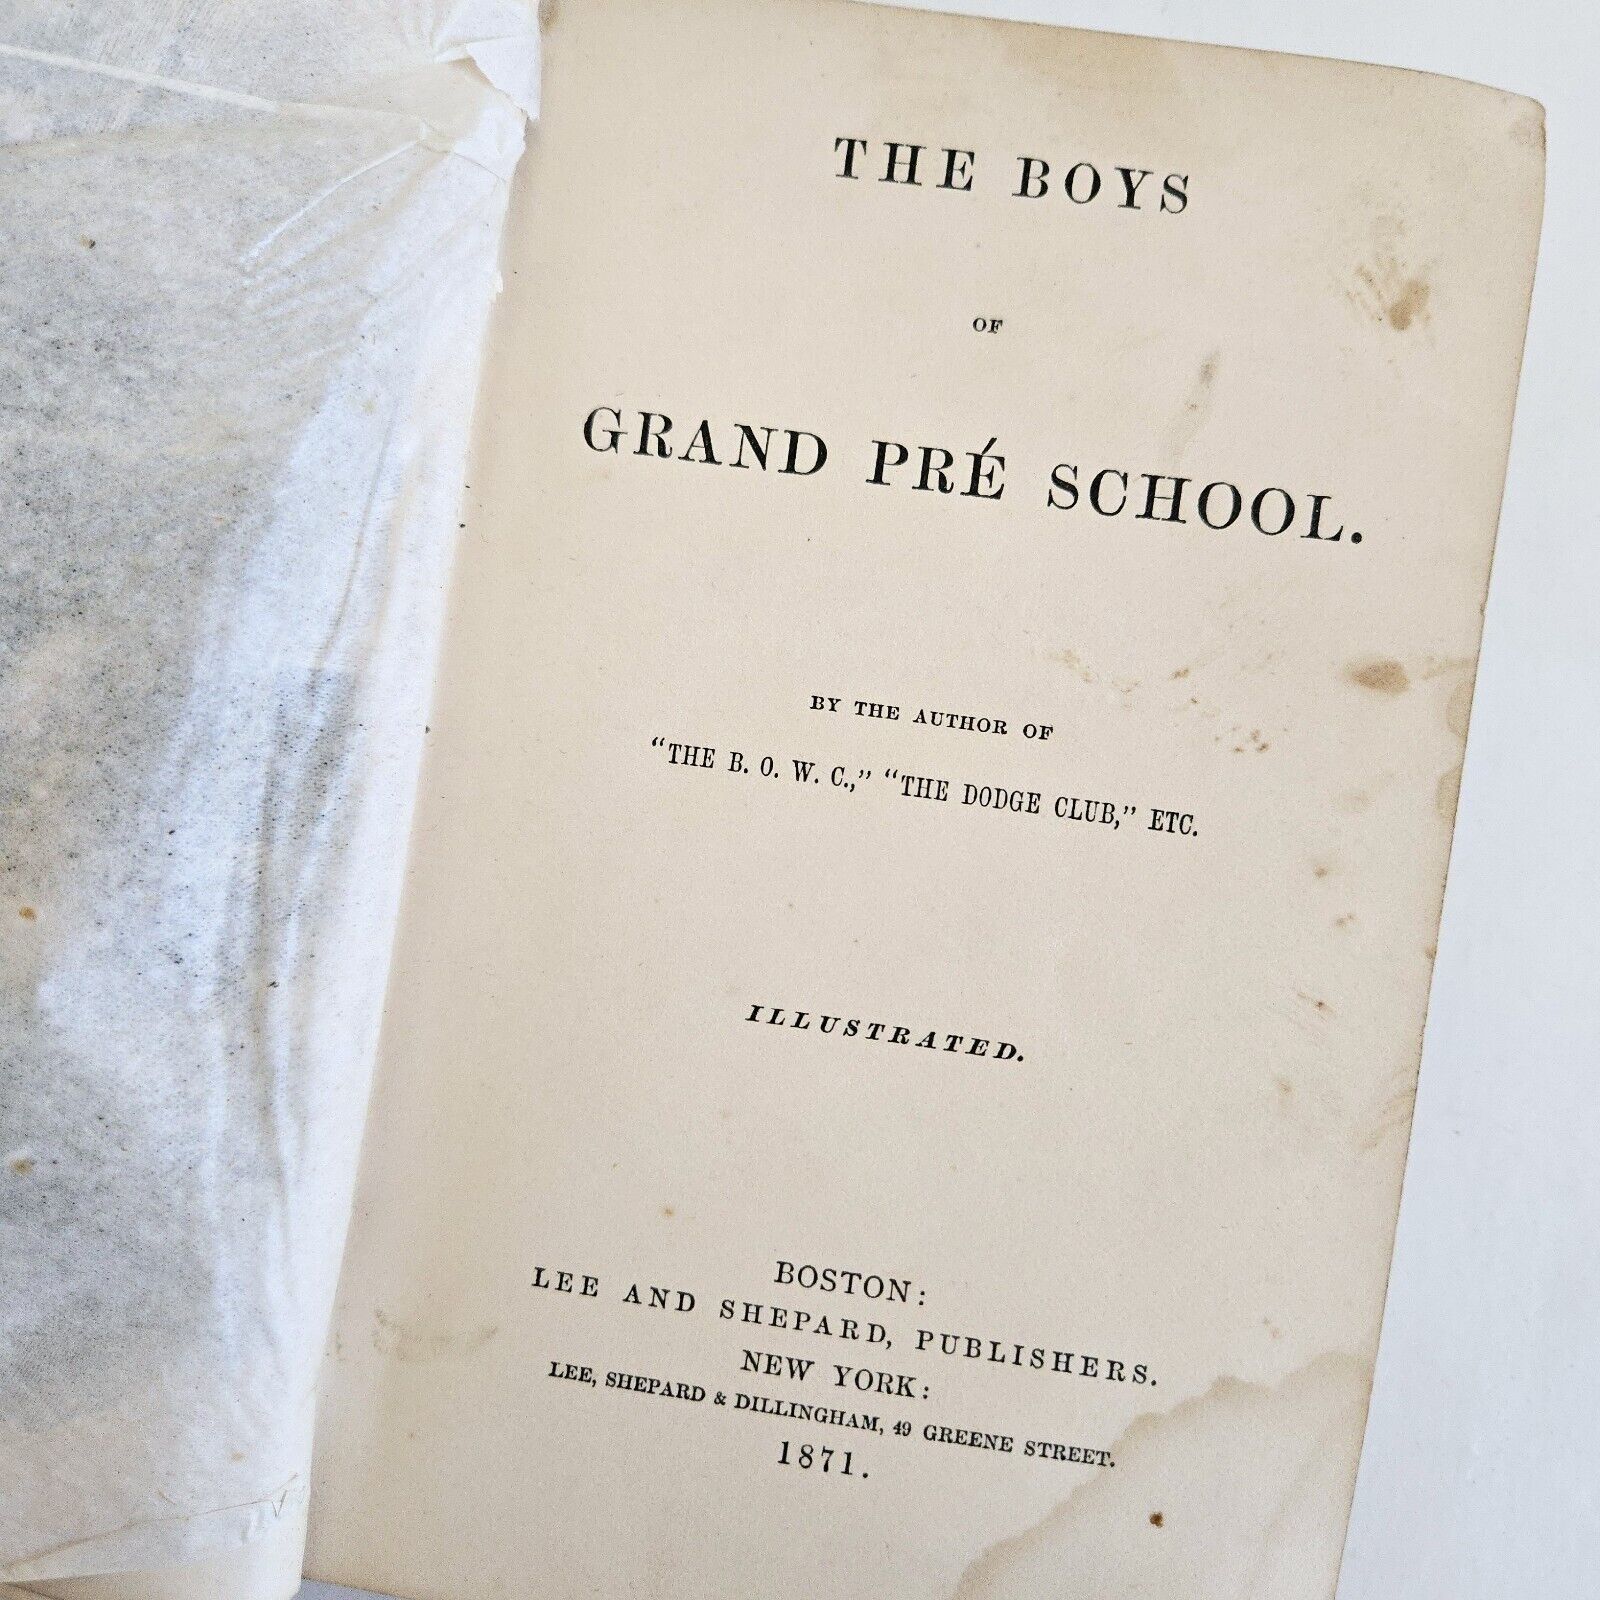 THE BOYS
OF
GRAND PRÉ SCHOOL.
BY THE AUTHOR OF
“THE B. O. W. C.,” “THE DODGE CLUB,” ETC.
ILLUSTRATED.
BOSTON:
LEE AND SHEPARD, PUBLISHERS.
NEW YORK:
LEE, SHEPARD & DILLINGHAM, 49 GREENE STREET.
1871.